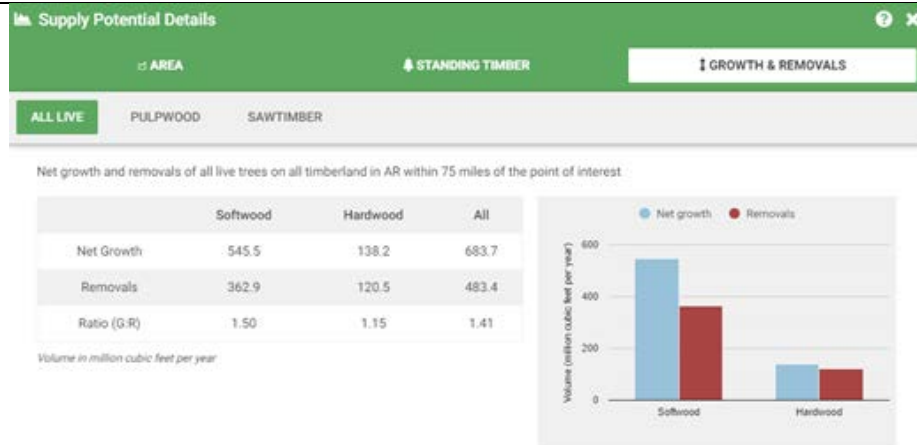 Supply Potential Details
AREA
STANDING TIMBER
GROWTH & REMOVALS
ALL LIVE PULPWOOD SAWTIMBER
Net growth and removals of all live trees on all timberland in AR within 75 miles of the point of interest
Softwood Hardwood All
Net Growth 545.5 138.2 683.7
Removals 362.9 120.5 483.4
Ratio (G:R) 1.50 1.15 1.41
Volume in million cubic feet per year
Net growth Removals
Volume (million cubic feet per year)
600
400
200
0
Softwood Hardwood